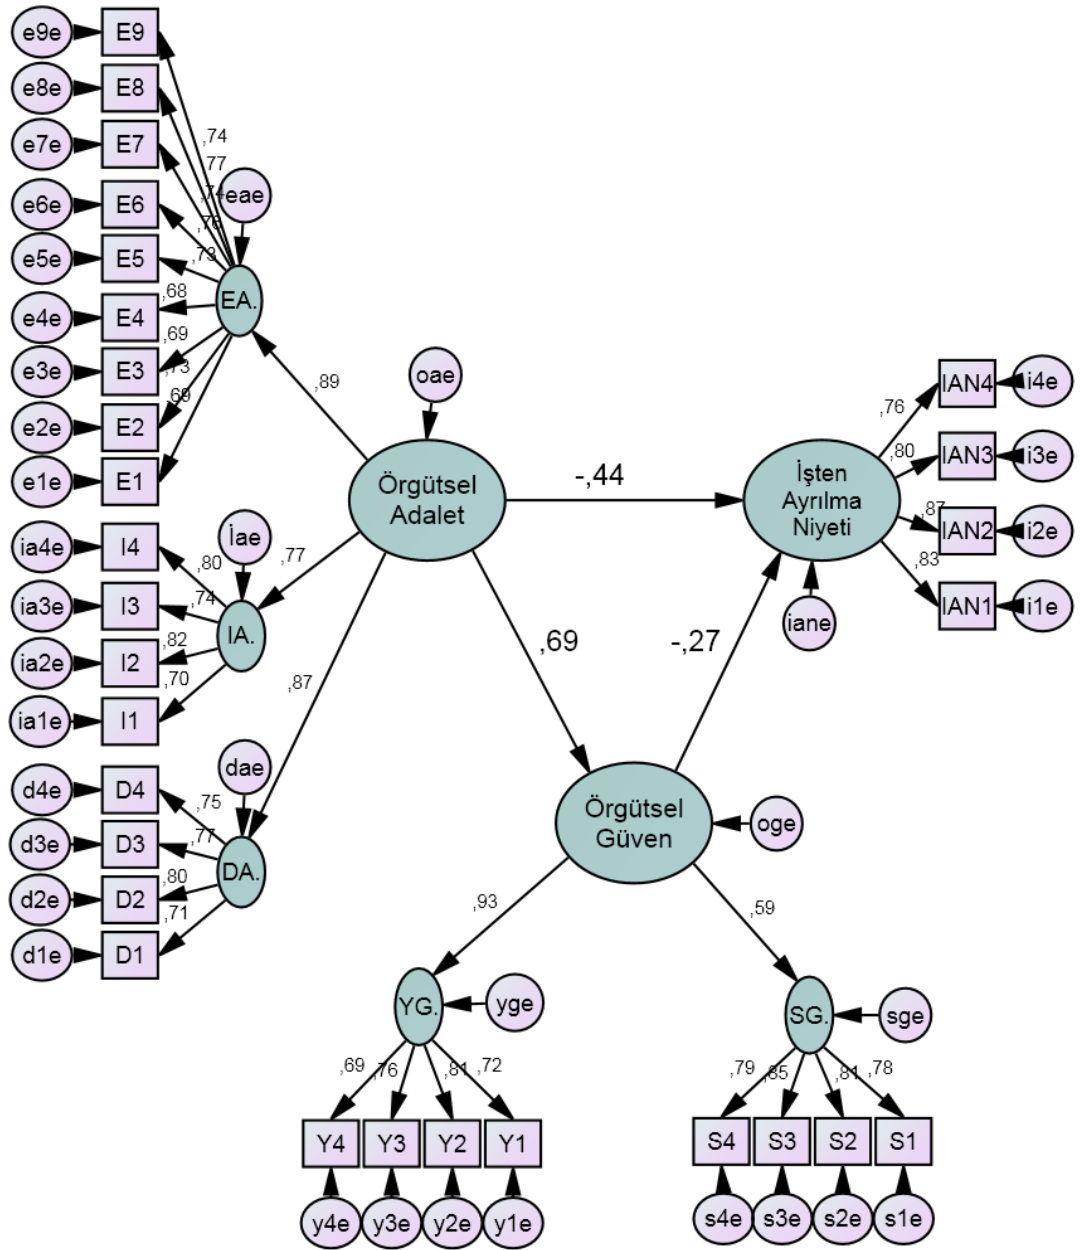 e9e
E9
e8e
E8
,74
e7e
E7
,77
e6e
E6
,74
eae
,76
e5e
E5
,73
EA.
e4e
E4
,68
,69
e3e
E3
,73
e2e
E2
,69
e1e
E1
,89
oae
Örgütsel
Adalet
-,44
İşten
Ayrılma
Niyeti
,76
IAN4
i4e
,80
IAN3
i3e
,87
IAN2
i2e
,83
IAN1
i1e
iane
ia4e
I4
,80
İae
,77
ia3e
I3
,74
IA.
ia2e
I2
,82
ia1e
I1
,70
,69
-,27
,87
dae
d4e
D4
,75
d3e
D3
,77
DA.
d2e
D2
,80
d1e
D1
,71
Örgütsel
Güven
oge
,93
,59
YG.
yge
SG.
sge
,69
,76
,81
,72
,79
,85
,81
,78
Y4
Y3
Y2
Y1
S4
S3
S2
S1
y4e
y3e
y2e
y1e
s4e
s3e
s2e
s1e